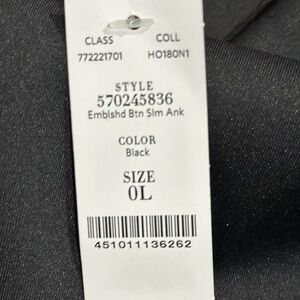 CLASS COLL
772221701 HO180N1
STYLE
570245836
Emblshd Btn Slm Ank
COLOR
Black
SIZE
0L
451011136262